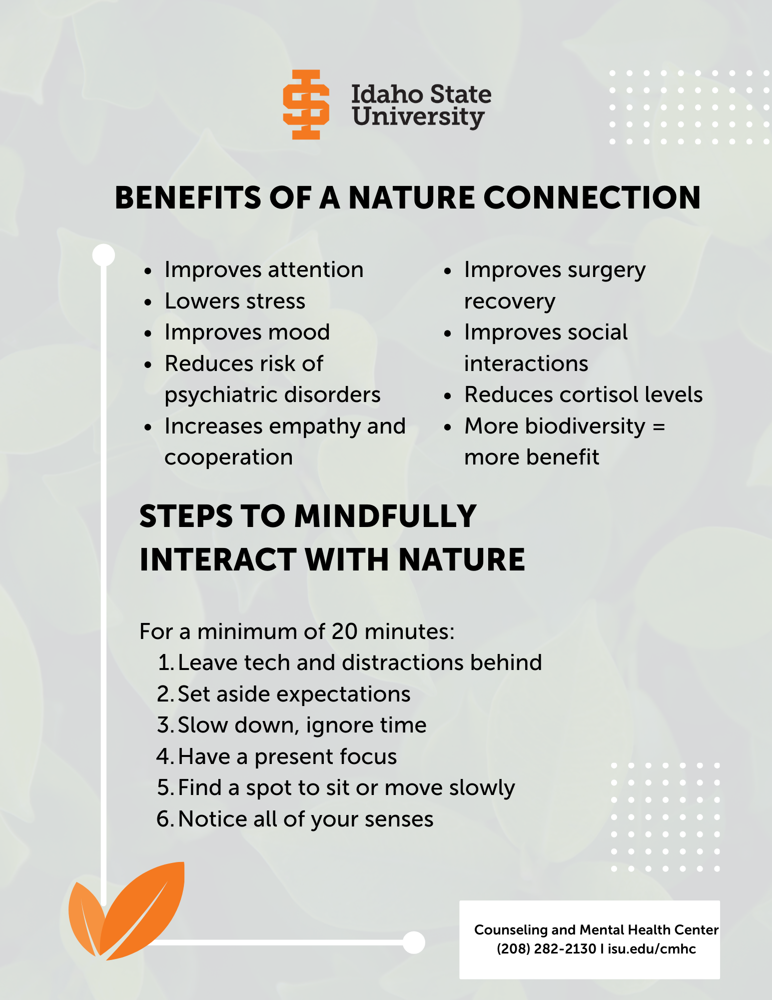 Idaho State
University
BENEFITS OF A NATURE CONNECTION
• Improves attention
• Lowers stress
• Improves mood
• Reduces risk of
psychiatric disorders
• Increases empathy and
cooperation
• Improves surgery
recovery
• Improves social
interactions
• Reduces cortisol levels
• More biodiversity =
more benefit
STEPS TO MINDFULLY
INTERACT WITH NATURE
For a minimum of 20 minutes:
1. Leave tech and distractions behind
2. Set aside expectations
3. Slow down, ignore time
4. Have a present focus
5. Find a spot to sit or move slowly
6. Notice all of your senses
Counseling and Mental Health Center
(208) 282-2130 I isu.edu/cmhc